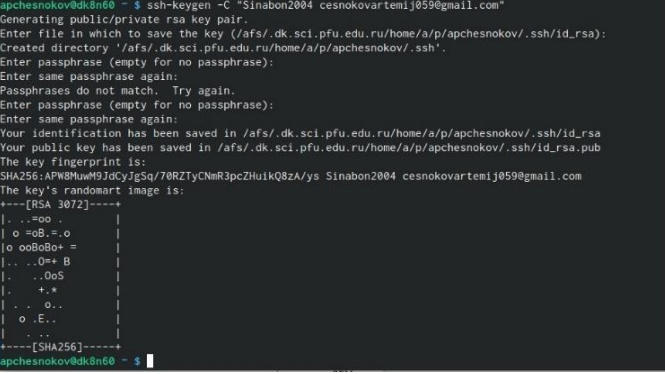 apchesnokov@dk8n60 ~ $ ssh-keygen -C "Sinabon2004 cesnokovartemij059@gmail.com"
Generating public/private rsa key pair.
Enter file in which to save the key (/afs/.dk.sci.pfu.edu.ru/home/a/p/apchesnokov/.ssh/id_rsa):
Created directory '/afs/.dk.sci.pfu.edu.ru/home/a/p/apchesnokov/.ssh'.
Enter passphrase (empty for no passphrase):
Enter same passphrase again:
Passphrases do not match.  Try again.
Enter passphrase (empty for no passphrase):
Enter same passphrase again:
Your identification has been saved in /afs/.dk.sci.pfu.edu.ru/home/a/p/apchesnokov/.ssh/id_rsa
Your public key has been saved in /afs/.dk.sci.pfu.edu.ru/home/a/p/apchesnokov/.ssh/id_rsa.pub
The key fingerprint is:
SHA256:APW8MuwM9JdCyJgSq/70RZTyCNmR3pcZHuikQ8zA/ys Sinabon2004 cesnokovartemij059@gmail.com
The key's randomart image is:
+---[RSA 3072]----+
|. ..=oo .        |
| o =oB.=.o       |
|o ooBoBo+ =      |
|.. ..O=+ B       |
|.   ..OoS        |
|.    +.*         |
| . .  o..        |
|  o .E..         |
|   . ..          |
+----[SHA256]-----+
apchesnokov@dk8n60 ~ $